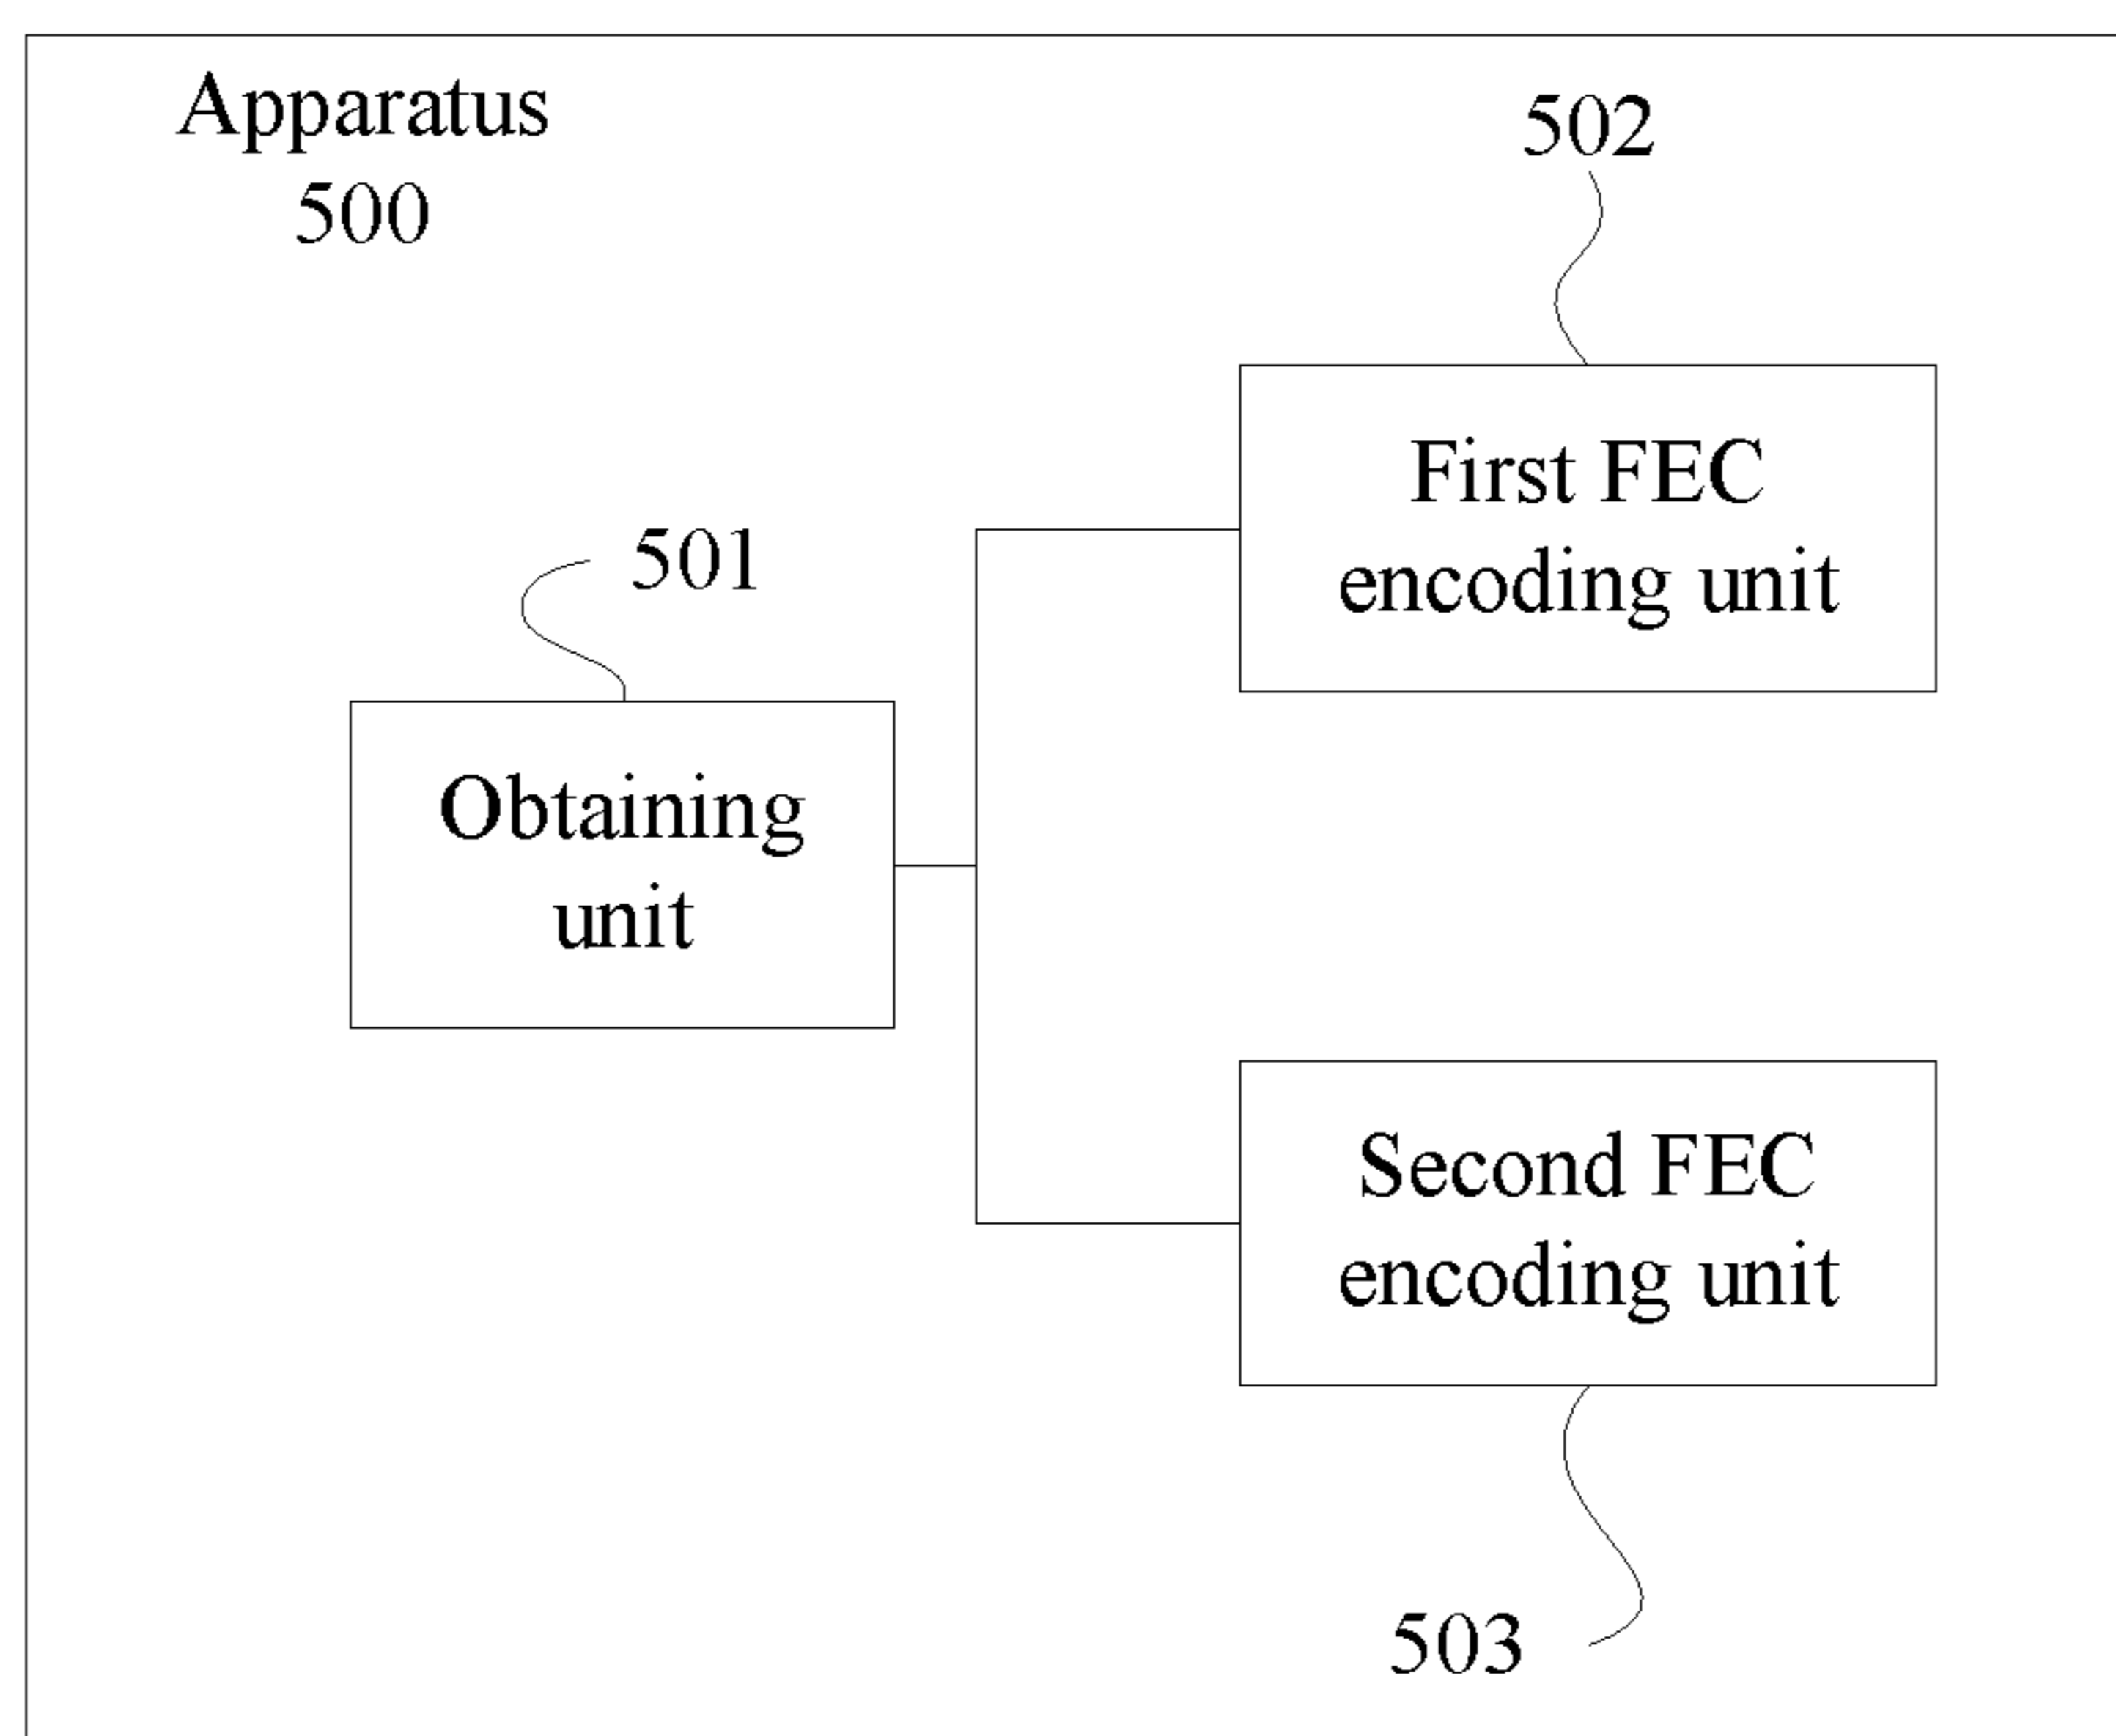 Apparatus
500
502
First FEC
encoding unit
501
Obtaining
unit
Second FEC
encoding unit
503